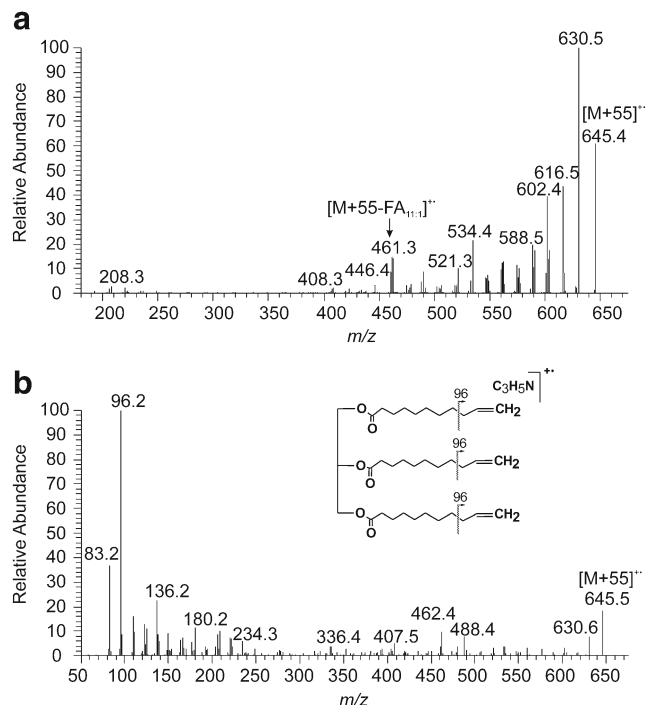 a
Relative Abundance
100
90
80
70
60
50
40
30
20
10
0
630.5
[M+55]+·
645.4
616.5
602.4
[M+55-FA11:1]+·
588.5
534.4
461.3
446.4
521.3
408.3
208.3
200 250 300 350 400 450 500 550 600 650
m/z
b
Relative Abundance
100
90
80
70
60
50
40
30
20
10
0
96.2
C3H5N +·
96
O
O
CH2
96
O
O
CH2
96
O
O
CH2
83.2
136.2
180.2
234.3
336.4
407.5
462.4
488.4
[M+55]+·
645.5
630.6
50 100 150 200 250 300 350 400 450 500 550 600 650
m/z